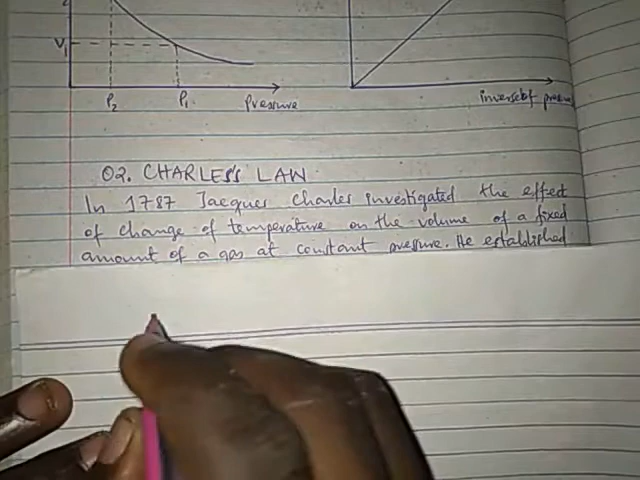 2
V1
P2 P1 Pressure
inverse of pressure
02. CHARLES'S LAW
In 1787 Jacques Charles investigated the effect
of change of temperature on the volume of a fixed
amount of a gas at constant pressure. He established